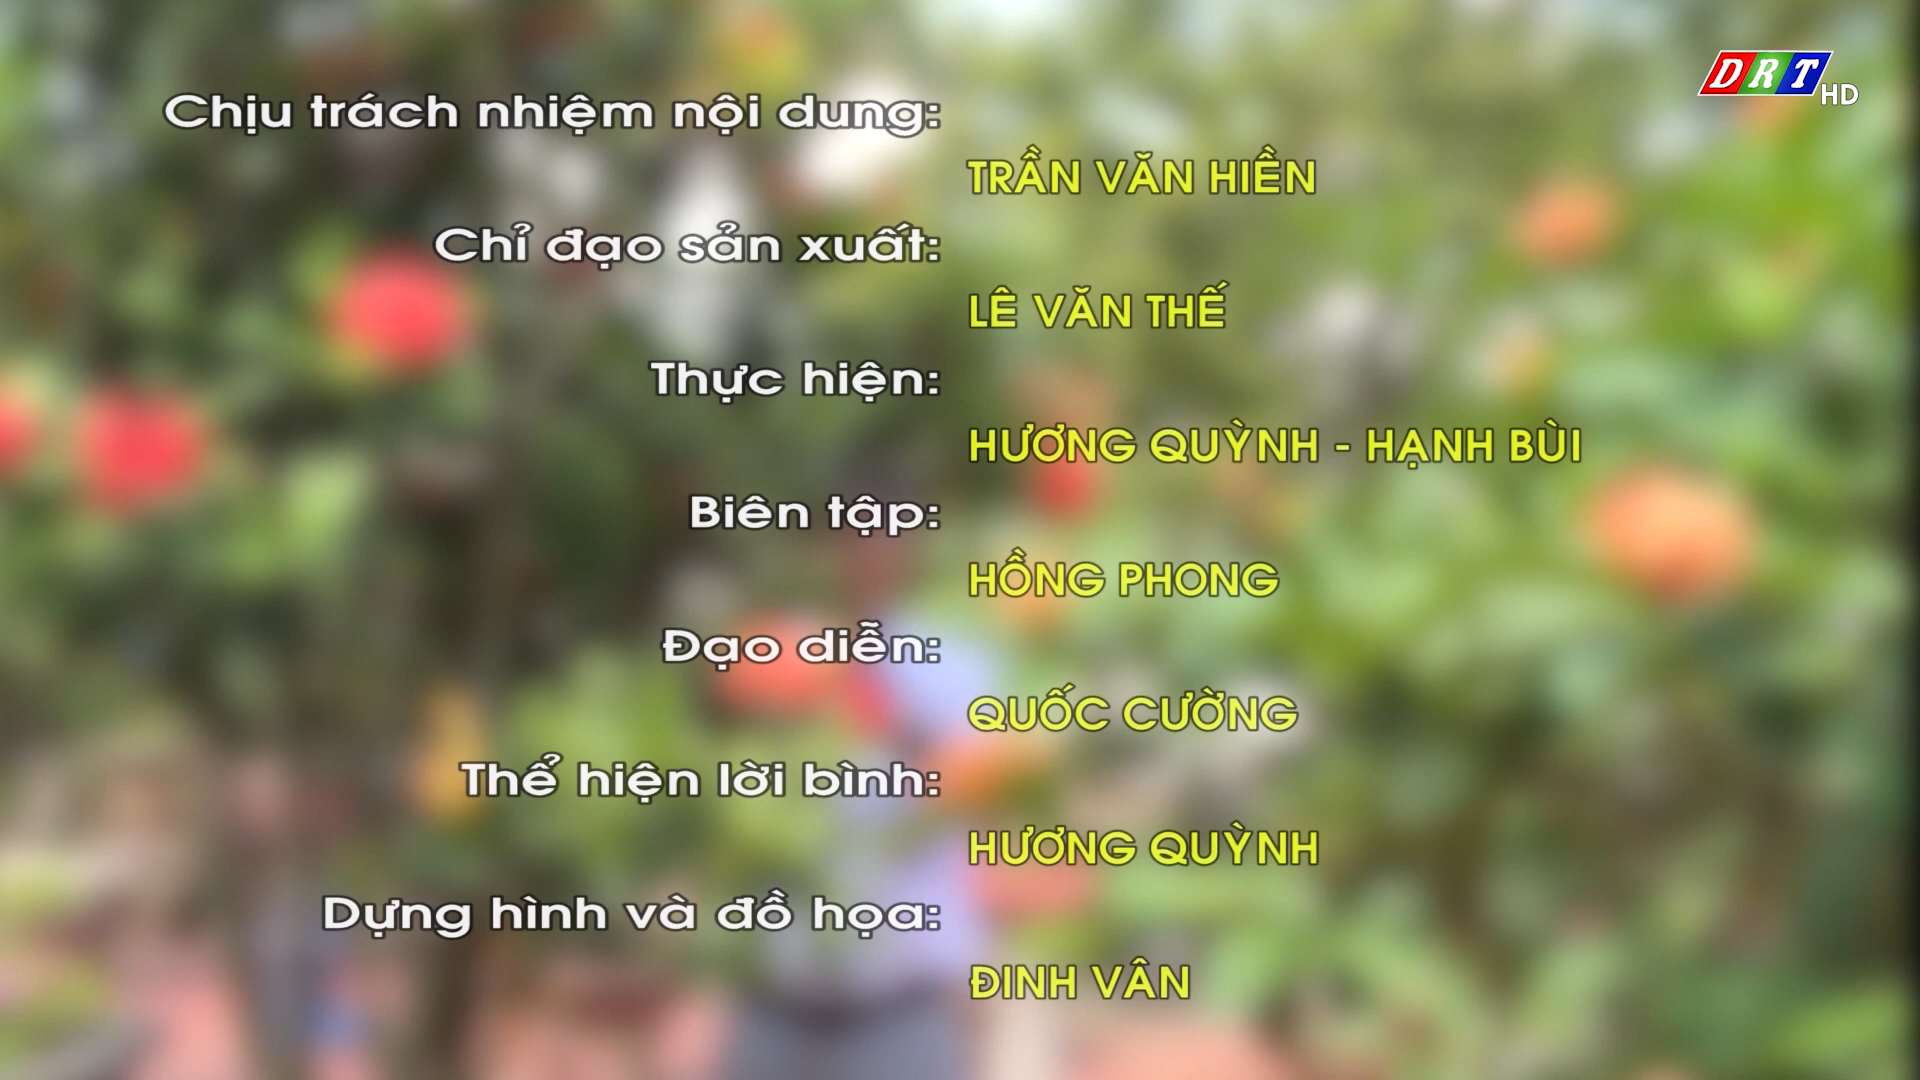 DRT HD
Chịu trách nhiệm nội dung:
TRẦN VĂN HIỀN
Chỉ đạo sản xuất:
LÊ VĂN THẾ
Thực hiện:
HƯƠNG QUỲNH - HẠNH BÙI
Biên tập:
HỒNG PHONG
Đạo diễn:
QUỐC CƯỜNG
Thể hiện lời bình:
HƯƠNG QUỲNH
Dựng hình và đồ họa:
ĐINH VÂN